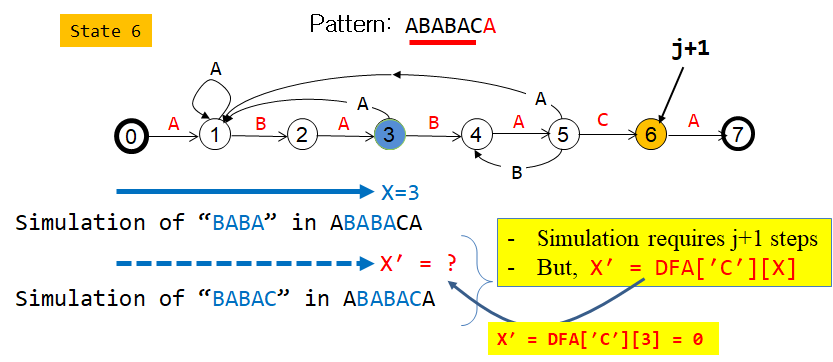 State 6
Pattern: ABABACA
j+1
A
A
A
0 A 1 B 2 A 3 B 4 A 5 C 6 A 7
B
X=3
Simulation of “BABA” in ABABACA
X’ = ?
Simulation of “BABAC” in ABABACA
- Simulation requires j+1 steps
- But, X’ = DFA[’C’][X]
X’ = DFA[’C’][3] = 0